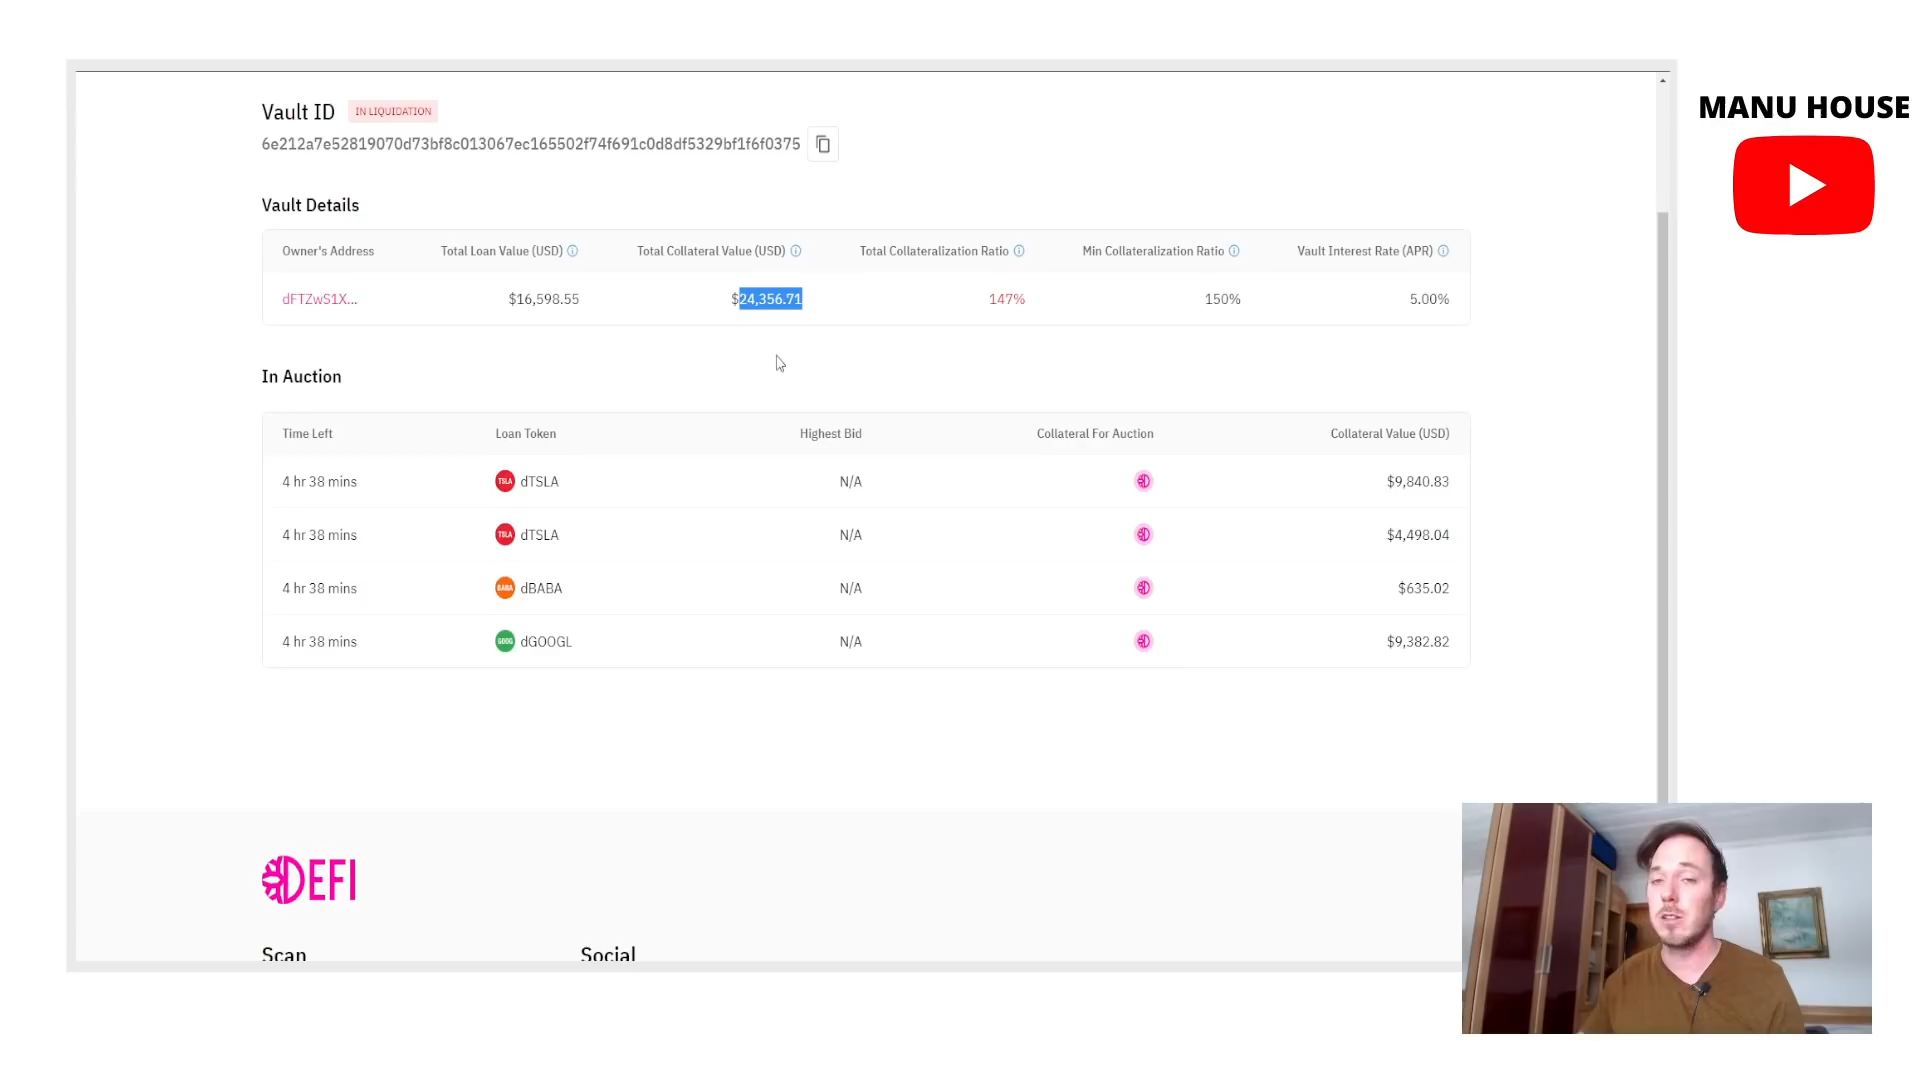 Vault ID IN LIQUIDATION
6e212a7e52819070d73bf8c013067ec165502f74f691c0d8df5329bf1f6f0375
MANU HOUSE
Vault Details
Owner's Address Total Loan Value (USD) Total Collateral Value (USD) Total Collateralization Ratio Min Collateralization Ratio Vault Interest Rate (APR)
dFTZwS1X... $16,598.55 $24,356.71 147% 150% 5.00%
In Auction
Time Left Loan Token Highest Bid Collateral For Auction Collateral Value (USD)
4 hr 38 mins TSLA dTSLA N/A $9,840.83
4 hr 38 mins TSLA dTSLA N/A $4,498.04
4 hr 38 mins BABA dBABA N/A $635.02
4 hr 38 mins GOOG dGOOGL N/A $9,382.82
DEFI
Scan Social